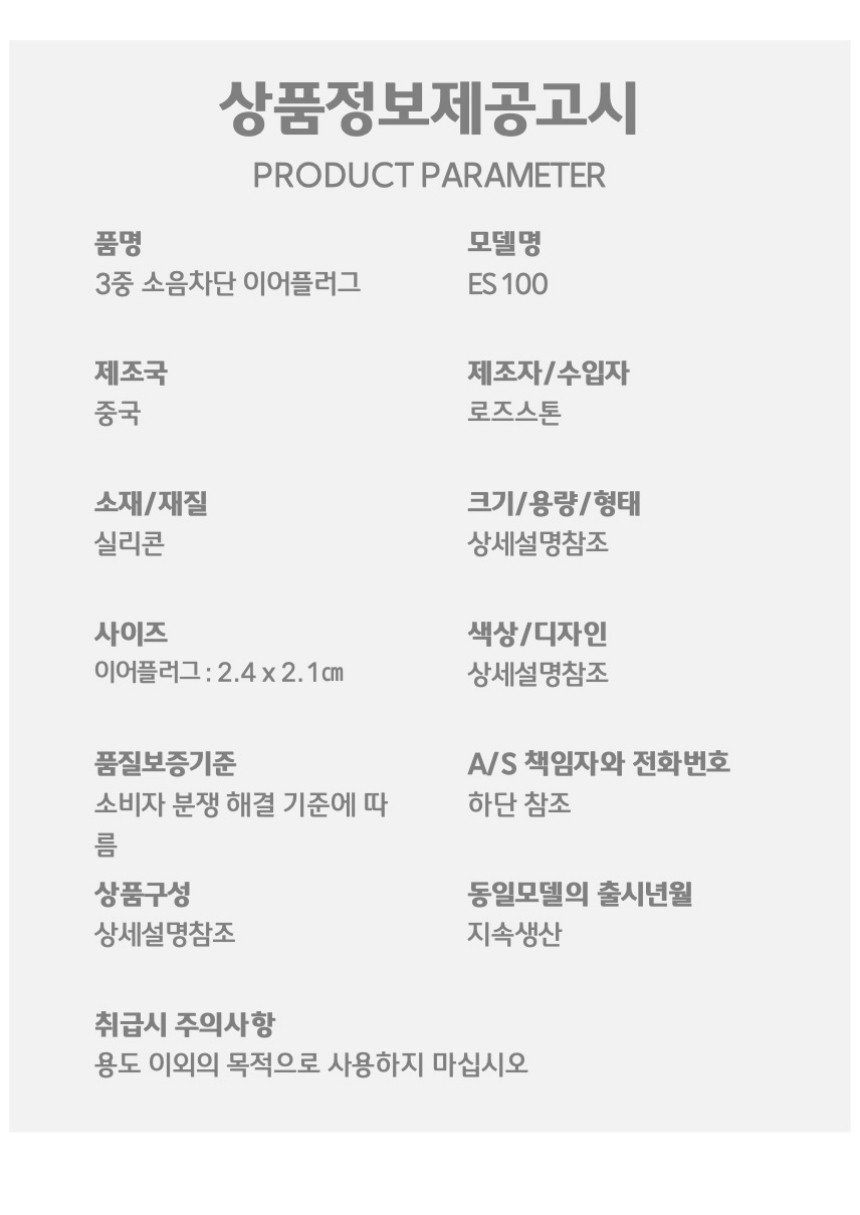 상품정보제공고시
PRODUCT PARAMETER
품명
3중 소음차단 이어플러그
모델명
ES100
제조국
중국
제조자/수입자
로즈스톤
소재/재질
실리콘
크기/용량/형태
상세설명참조
사이즈
이어플러그 : 2.4 x 2.1㎝
색상/디자인
상세설명참조
품질보증기준
소비자 분쟁 해결 기준에 따
름
A/S 책임자와 전화번호
하단 참조
상품구성
상세설명참조
동일모델의 출시년월
지속생산
취급시 주의사항
용도 이외의 목적으로 사용하지 마십시오